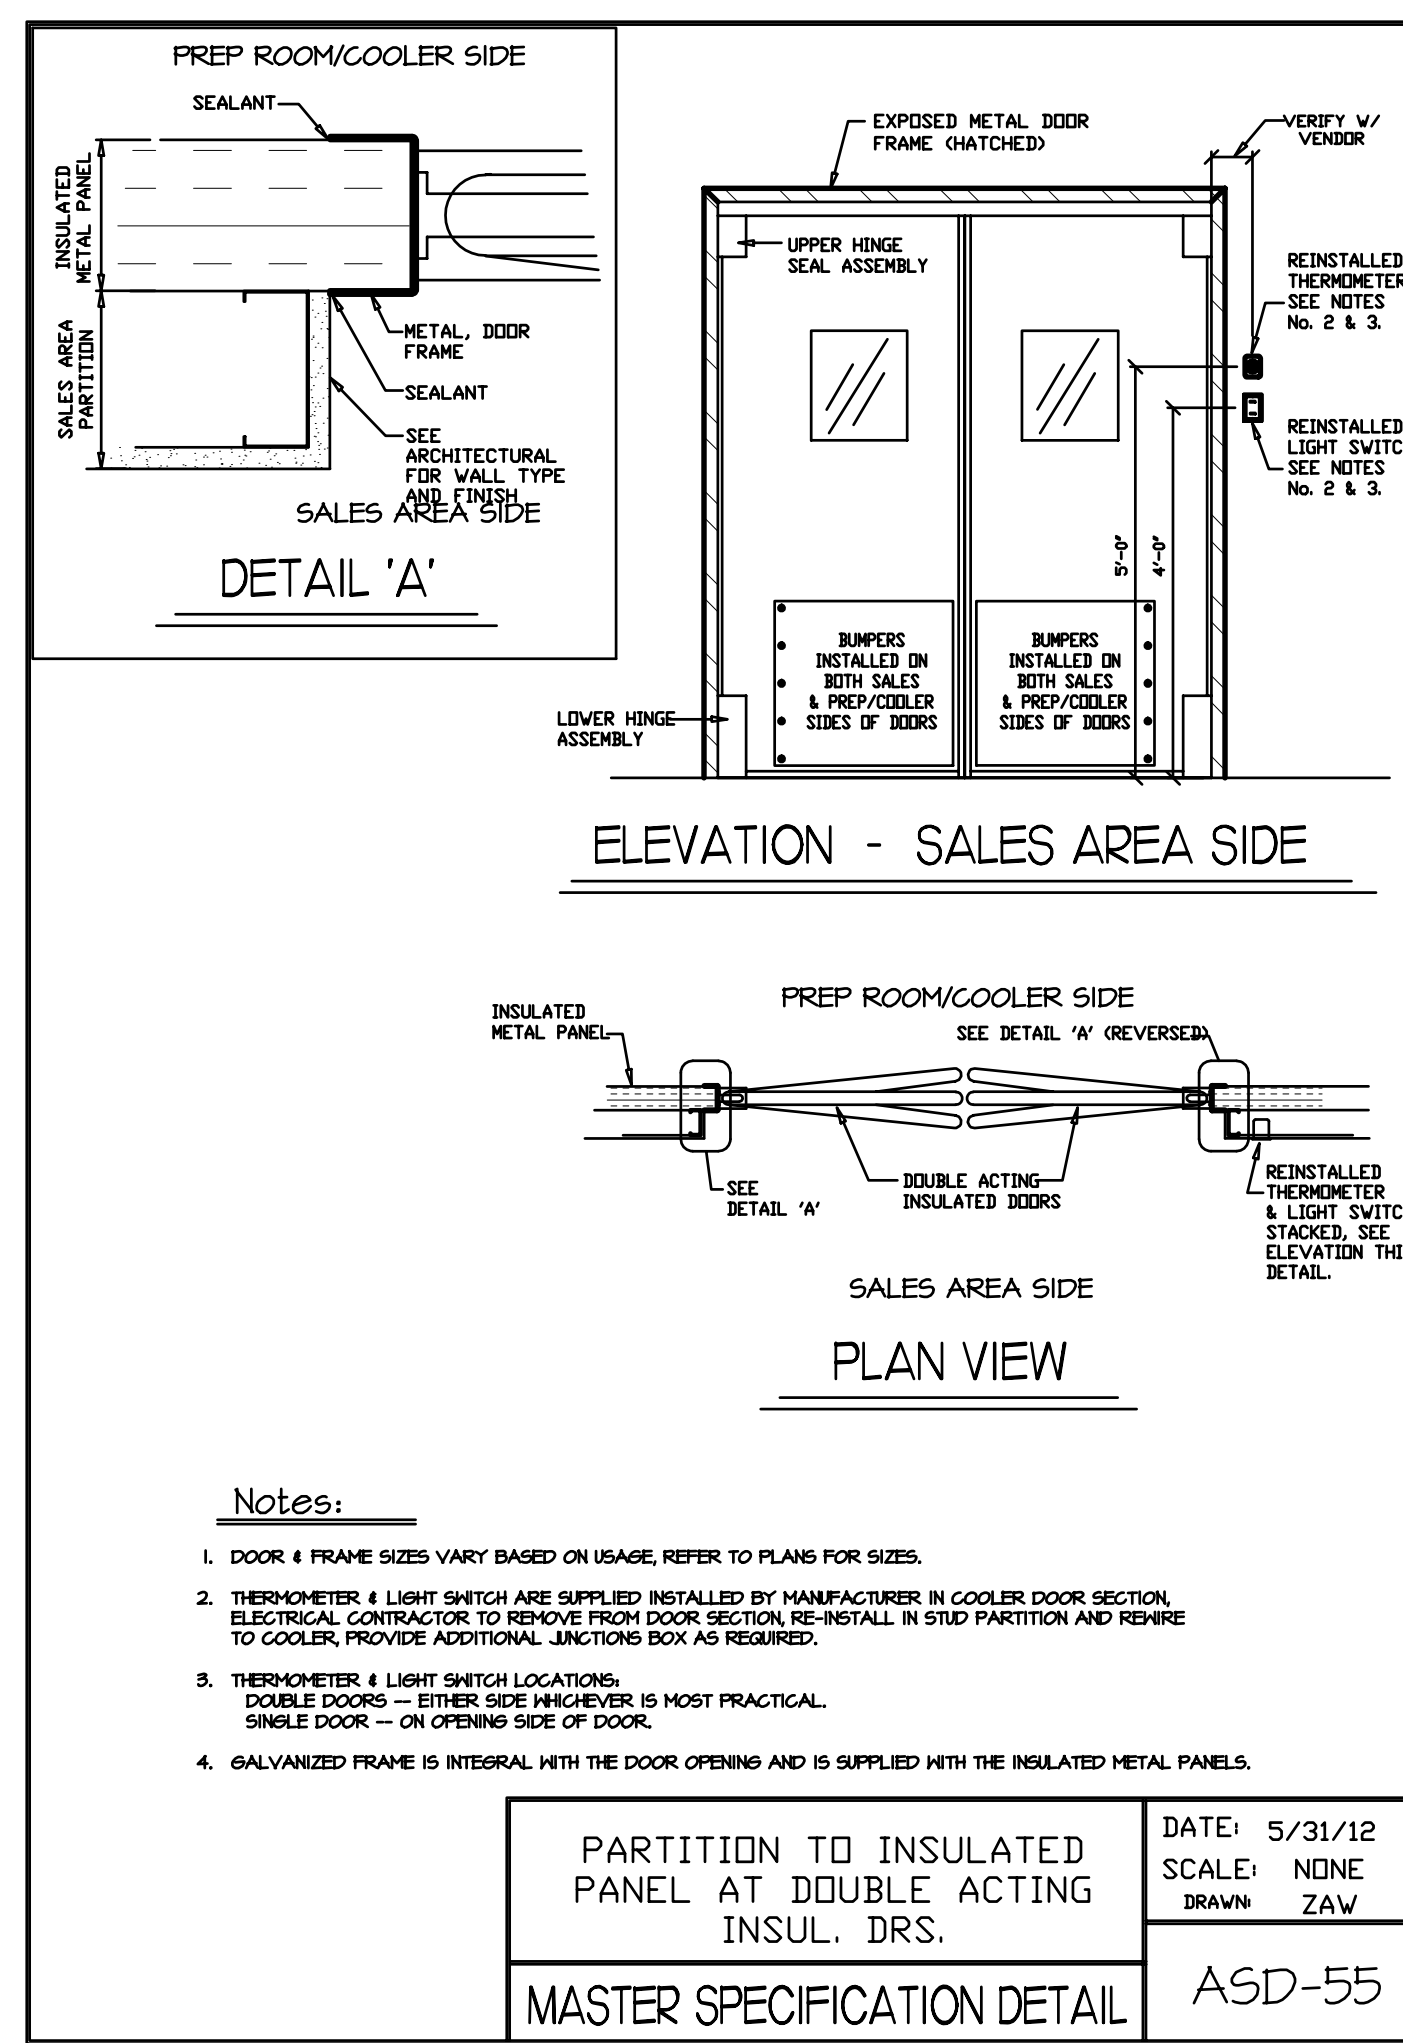 PREP ROOM/COOLER SIDE
SEALANT
INSULATED
METAL PANEL
SALES AREA
PARTITION
METAL, DOOR
FRAME
SEALANT
SEE
ARCHITECTURAL
FOR WALL TYPE
AND FINISH
SALES AREA SIDE
DETAIL 'A'
EXPOSED METAL DOOR
FRAME (HATCHED)
VERIFY W/
VENDOR
UPPER HINGE
SEAL ASSEMBLY
REINSTALLED
THERMOMETER
SEE NOTES
No. 2 & 3.
REINSTALLED
LIGHT SWITC
SEE NOTES
No. 2 & 3.
5'-0"
4'-0"
BUMPERS
INSTALLED ON
BOTH SALES
& PREP/COOLER
SIDES OF DOORS
BUMPERS
INSTALLED ON
BOTH SALES
& PREP/COOLER
SIDES OF DOORS
LOWER HINGE
ASSEMBLY
ELEVATION - SALES AREA SIDE
PREP ROOM/COOLER SIDE
INSULATED
METAL PANEL
SEE DETAIL 'A' (REVERSED)
SEE
DETAIL 'A'
DOUBLE ACTING
INSULATED DOORS
REINSTALLED
THERMOMETER
& LIGHT SWITC
STACKED, SEE
ELEVATION THI
DETAIL.
SALES AREA SIDE
PLAN VIEW
Notes:
1. DOOR & FRAME SIZES VARY BASED ON USAGE, REFER TO PLANS FOR SIZES.
2. THERMOMETER & LIGHT SWITCH ARE SUPPLIED INSTALLED BY MANUFACTURER IN COOLER DOOR SECTION,
ELECTRICAL CONTRACTOR TO REMOVE FROM DOOR SECTION, RE-INSTALL IN STUD PARTITION AND REWIRE
TO COOLER, PROVIDE ADDITIONAL JUNCTIONS BOX AS REQUIRED.
3. THERMOMETER & LIGHT SWITCH LOCATIONS:
DOUBLE DOORS -- EITHER SIDE WHICHEVER IS MOST PRACTICAL.
SINGLE DOOR -- ON OPENING SIDE OF DOOR.
4. GALVANIZED FRAME IS INTEGRAL WITH THE DOOR OPENING AND IS SUPPLIED WITH THE INSULATED METAL PANELS.
PARTITION TO INSULATED
PANEL AT DOUBLE ACTING
INSUL. DRS.
MASTER SPECIFICATION DETAIL
DATE: 5/31/12
SCALE: NONE
DRAWN: ZAW
ASD-55